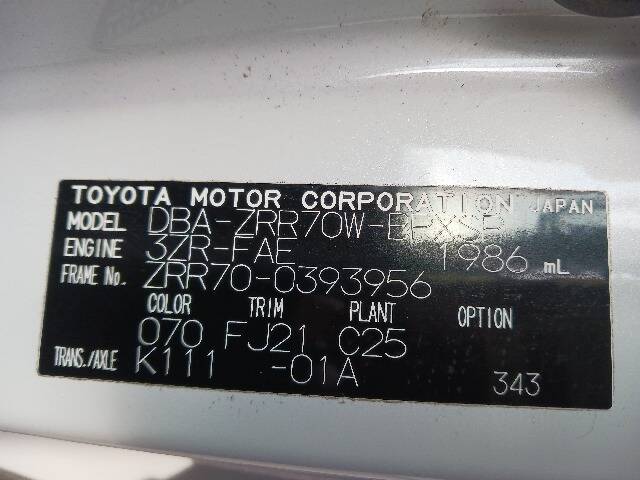 TOYOTA MOTOR CORPORATION JAPAN
MODEL DBA-ZRR70W-BPXSP
ENGINE 3ZR-FAE 1986 mL
FRAME No. ZRR70-0393956
COLOR TRIM PLANT OPTION
070 FJ21 C25
TRANS./AXLE K111 -01A 343